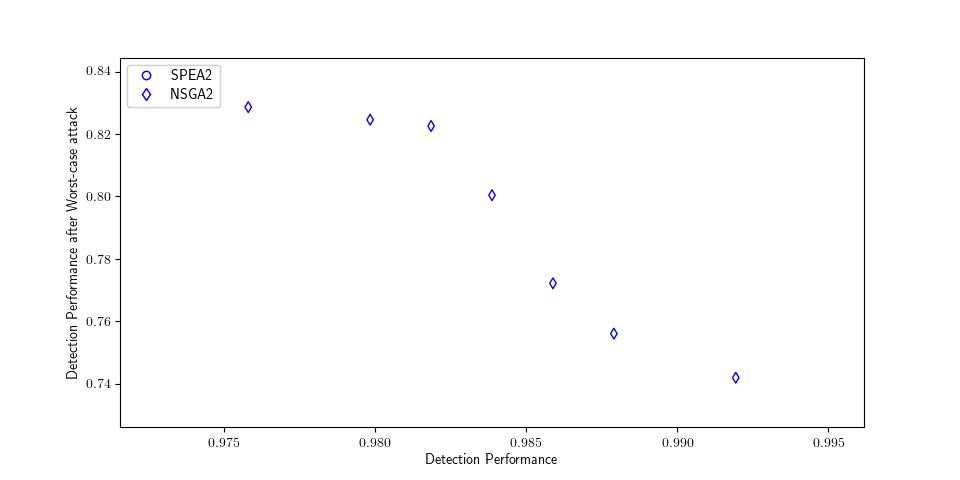 0.84
0.82
0.80
0.78
0.76
0.74
Detection Performance after Worst-case attack
SPEA2
NSGA2
0.975
0.980
0.985
0.990
0.995
Detection Performance